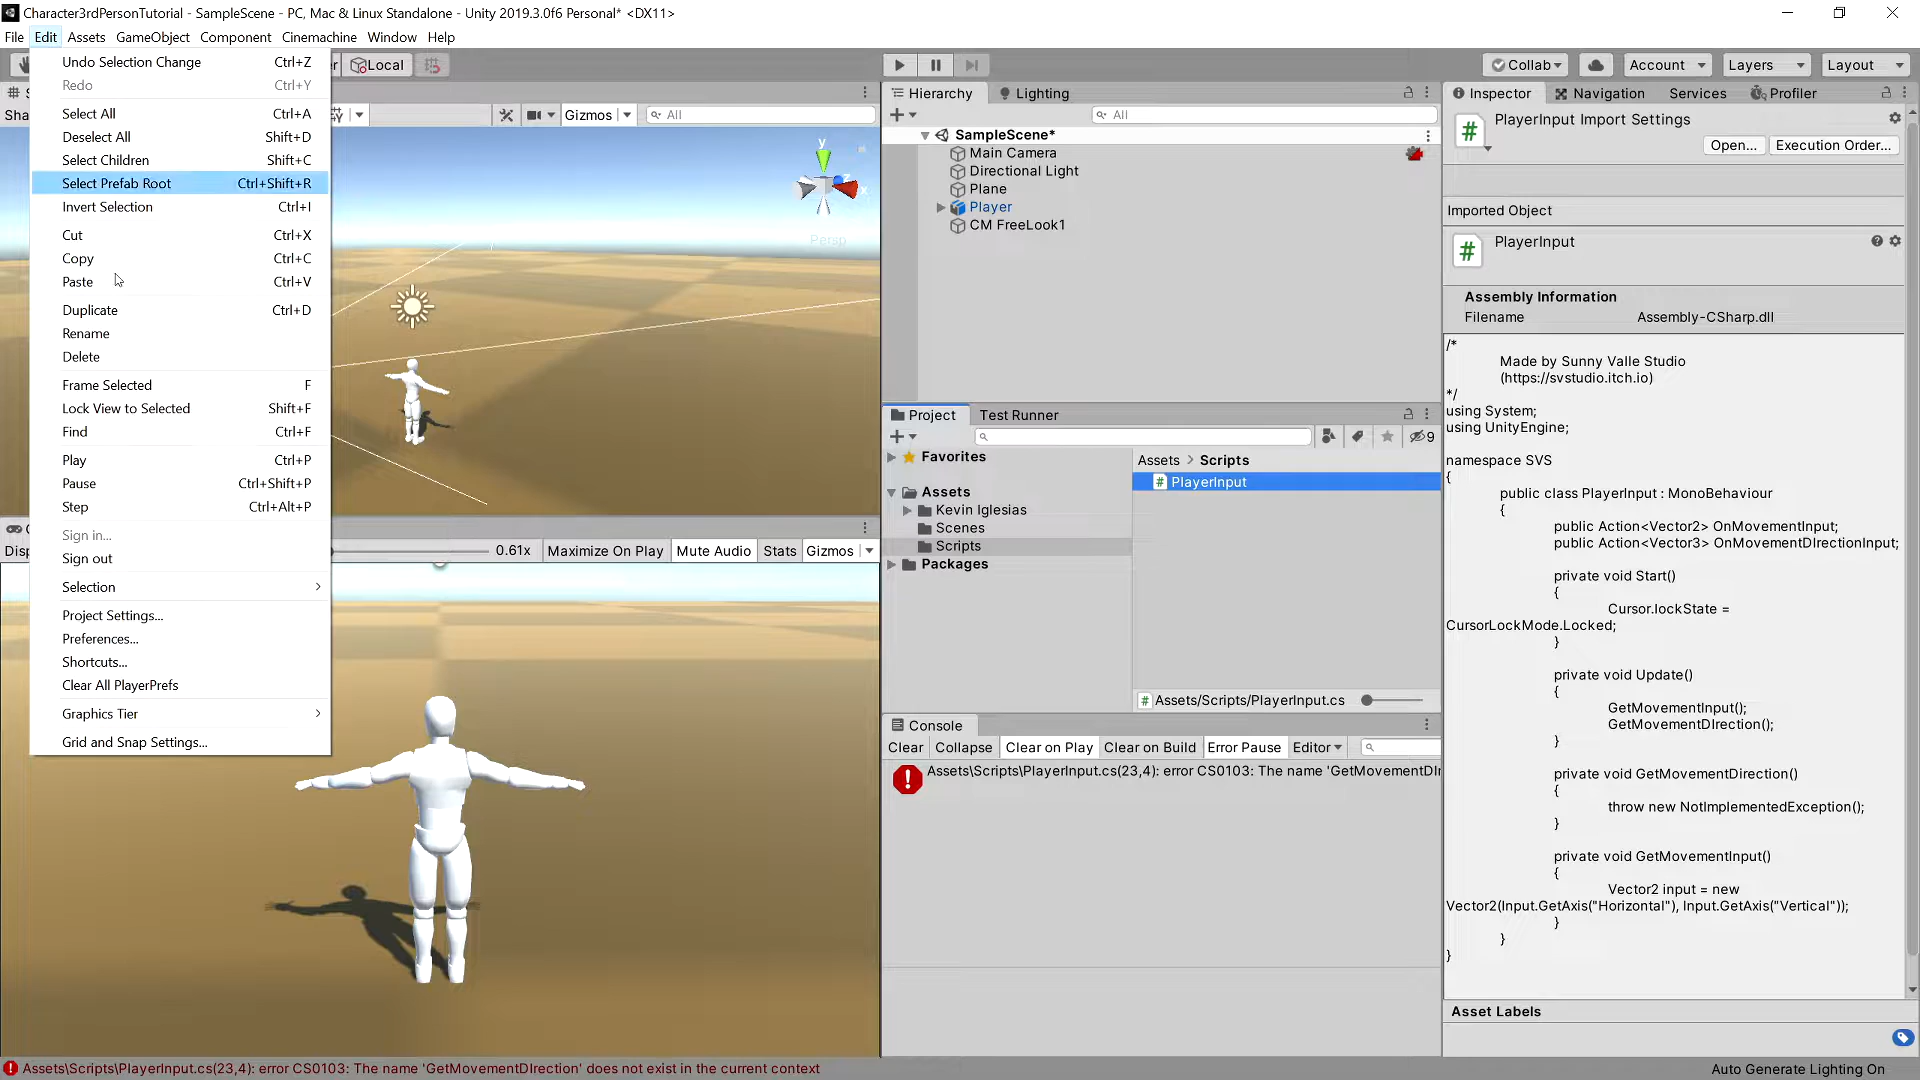 Character3rdPersonTutorial - SampleScene - PC, Mac & Linux Standalone - Unity 2019.3.0f6 Personal* <DX11>
File Edit Assets GameObject Component Cinemachine Window Help
Local
Collab Account Layers Layout
Undo Selection Change Ctrl+Z
Redo Ctrl+Y
Select All Ctrl+A
Deselect All Shift+D
Select Children Shift+C
Select Prefab Root Ctrl+Shift+R
Invert Selection Ctrl+I
Cut Ctrl+X
Copy Ctrl+C
Paste Ctrl+V
Duplicate Ctrl+D
Rename
Delete
Frame Selected F
Lock View to Selected Shift+F
Find Ctrl+F
Play Ctrl+P
Pause Ctrl+Shift+P
Step Ctrl+Alt+P
Sign in...
Sign out
Selection
Project Settings...
Preferences...
Shortcuts...
Clear All PlayerPrefs
Graphics Tier
Grid and Snap Settings...
Sha
Gizmos All
y
x
z
Persp
Disp
0.61x Maximize On Play Mute Audio Stats Gizmos
Hierarchy Lighting
All
SampleScene*
Main Camera
Directional Light
Plane
Player
CM FreeLook1
Project Test Runner
9
Favorites
Assets
Kevin Iglesias
Scenes
Scripts
Packages
Assets > Scripts
PlayerInput
Assets/Scripts/PlayerInput.cs
Console
Clear Collapse Clear on Play Clear on Build Error Pause Editor
Assets\Scripts\PlayerInput.cs(23,4): error CS0103: The name 'GetMovementDI
Inspector Navigation Services Profiler
PlayerInput Import Settings
Open... Execution Order...
Imported Object
PlayerInput
Assembly Information
Filename Assembly-CSharp.dll
/*
Made by Sunny Valle Studio
(https://svstudio.itch.io)
*/
using System;
using UnityEngine;
namespace SVS
{
public class PlayerInput : MonoBehaviour
{
public Action<Vector2> OnMovementInput;
public Action<Vector3> OnMovementDIrectionInput;
private void Start()
{
Cursor.lockState =
CursorLockMode.Locked;
}
private void Update()
{
GetMovementInput();
GetMovementDIrection();
}
private void GetMovementDirection()
{
throw new NotImplementedException();
}
private void GetMovementInput()
{
Vector2 input = new
Vector2(Input.GetAxis("Horizontal"), Input.GetAxis("Vertical"));
}
}
}
Asset Labels
Assets\Scripts\PlayerInput.cs(23,4): error CS0103: The name 'GetMovementDIrection' does not exist in the current context
Auto Generate Lighting On